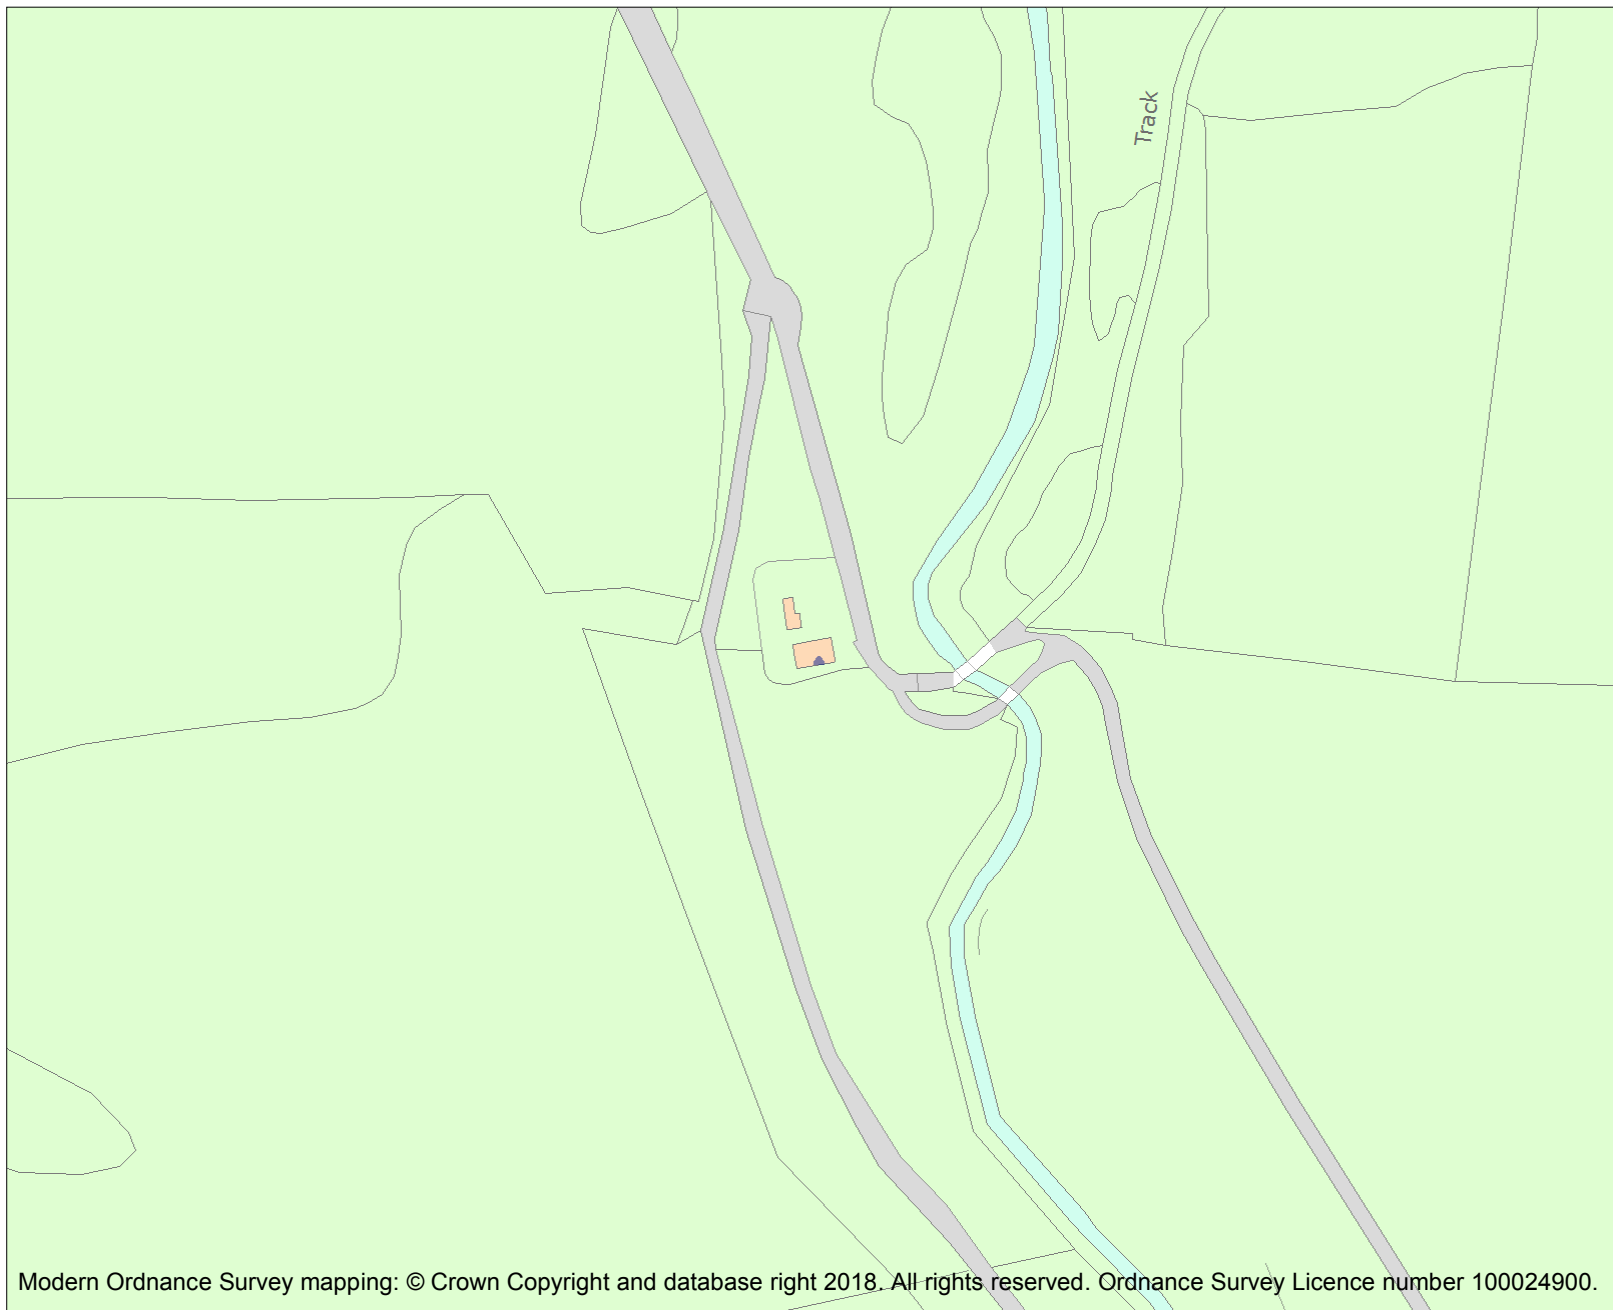 Track
Modern Ordnance Survey mapping: © Crown Copyright and database right 2018. All rights reserved. Ordnance Survey Licence number 100024900.